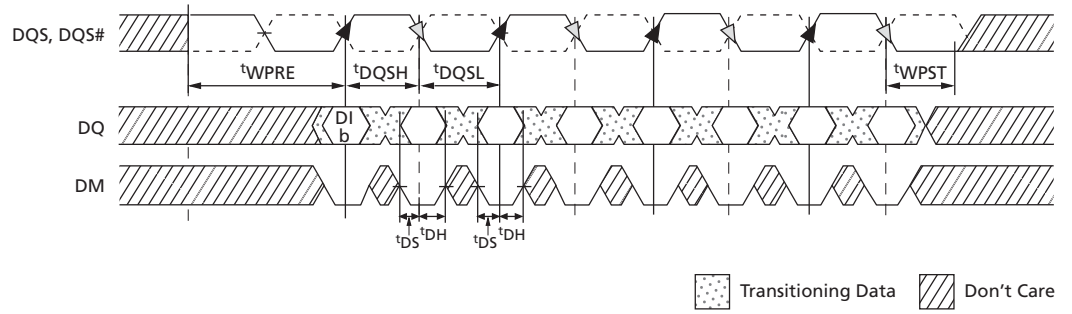 DQS, DQS#
tWPRE tDQSH tDQSL tWPST
DQ
DI
b
DM
tDS tDH tDS tDH
Transitioning Data Don't Care